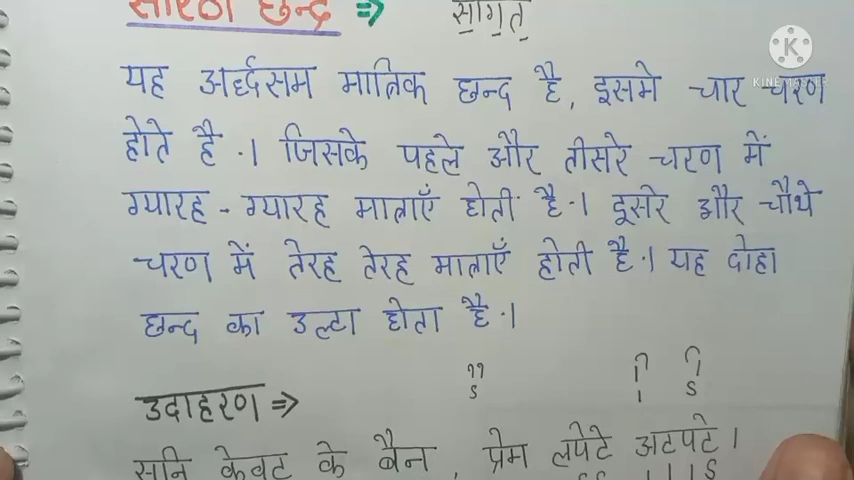 सोरठा छन्द ⇒ सा॒ग॒त॒
KINEMASTER
यह अर्द्धसम मात्रिक छन्द है, इसमे चार चरण
होते है ।  जिसके पहले और तीसरे चरण में
ग्यारह - ग्यारह मात्राएँ होती है । दूसरे और चौथे
चरण में तेरह तेरह मात्राएँ होती है । यह दोहा
छन्द का उल्टा होता है ।
उदाहरण ⇒
सुनि केवट के बैन , प्रेम लपेटे अटपटे ।